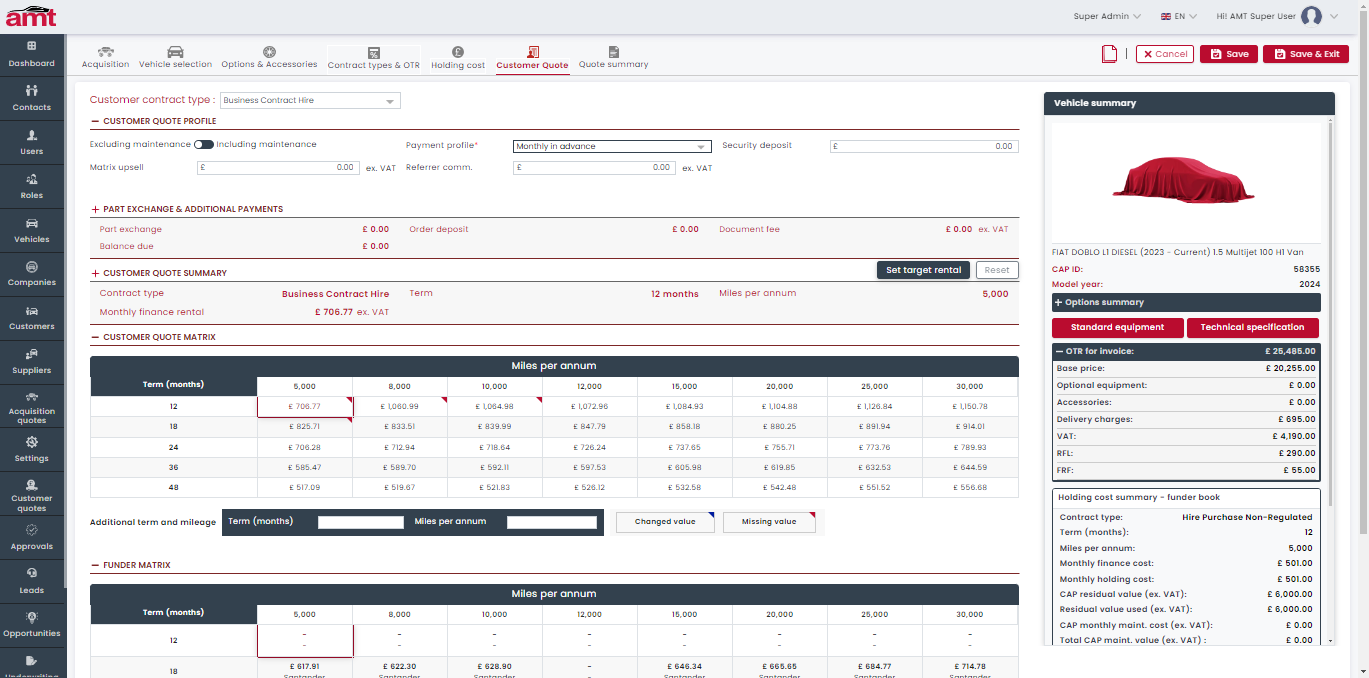 amt
Super Admin EN Hi! AMT Super User
Dashboard
Contacts
Users
Roles
Vehicles
Companies
Customers
Suppliers
Acquisition
quotes
Settings
Customer
quotes
Approvals
Leads
Opportunities
Underwriting
Acquisition Vehicle selection Options & Accessories Contract types & OTR Holding cost Customer Quote Quote summary
Cancel Save Save & Exit
Customer contract type : Business Contract Hire
CUSTOMER QUOTE PROFILE
Excluding maintenance Including maintenance Payment profile* Monthly in advance Security deposit £ 0.00
Matrix upsell £ 0.00 ex. VAT Referrer comm. £ 0.00 ex. VAT
PART EXCHANGE & ADDITIONAL PAYMENTS
Part exchange £ 0.00 Order deposit £ 0.00 Document fee £ 0.00 ex. VAT
Balance due £ 0.00
CUSTOMER QUOTE SUMMARY Set target rental Reset
Contract type Business Contract Hire Term 12 months Miles per annum 5,000
Monthly finance rental £ 706.77 ex. VAT
CUSTOMER QUOTE MATRIX
Term (months) Miles per annum
5,000 8,000 10,000 12,000 15,000 20,000 25,000 30,000
12 £ 706.77 £ 1,060.99 £ 1,064.98 £ 1,072.96 £ 1,084.93 £ 1,104.88 £ 1,126.84 £ 1,150.78
18 £ 825.71 £ 833.51 £ 839.99 £ 847.79 £ 858.18 £ 880.25 £ 891.94 £ 914.01
24 £ 706.28 £ 712.94 £ 718.64 £ 726.24 £ 737.65 £ 755.71 £ 773.76 £ 789.93
36 £ 585.47 £ 589.70 £ 592.11 £ 597.53 £ 605.98 £ 619.85 £ 632.53 £ 644.59
48 £ 517.09 £ 519.67 £ 521.83 £ 526.12 £ 532.58 £ 542.48 £ 551.52 £ 556.68
Additional term and mileage Term (months) Miles per annum Changed value Missing value
FUNDER MATRIX
Term (months) Miles per annum
5,000 8,000 10,000 12,000 15,000 20,000 25,000 30,000
12 - - - - - - - -
- - - - - - - -
18 £ 617.91 £ 622.30 £ 628.90 - £ 646.34 £ 665.65 £ 684.77 £ 714.78
Santander Santander Santander - Santander Santander Santander Santander
Vehicle summary
FIAT DOBLO L1 DIESEL (2023 - Current) 1.5 Multijet 100 H1 Van
CAP ID: 58355
Model year: 2024
Options summary
Standard equipment Technical specification
OTR for invoice: £ 25,485.00
Base price: £ 20,255.00
Optional equipment: £ 0.00
Accessories: £ 0.00
Delivery charges: £ 695.00
VAT: £ 4,190.00
RFL: £ 290.00
FRF: £ 55.00
Holding cost summary - funder book
Contract type: Hire Purchase Non-Regulated
Term (months): 12
Miles per annum: 5,000
Monthly finance cost: £ 501.00
Monthly holding cost: £ 501.00
CAP residual value (ex. VAT): £ 6,000.00
Residual value used (ex. VAT): £ 6,000.00
CAP monthly maint. cost (ex. VAT): £ 0.00
Total CAP maint. value (ex. VAT) : £ 0.00